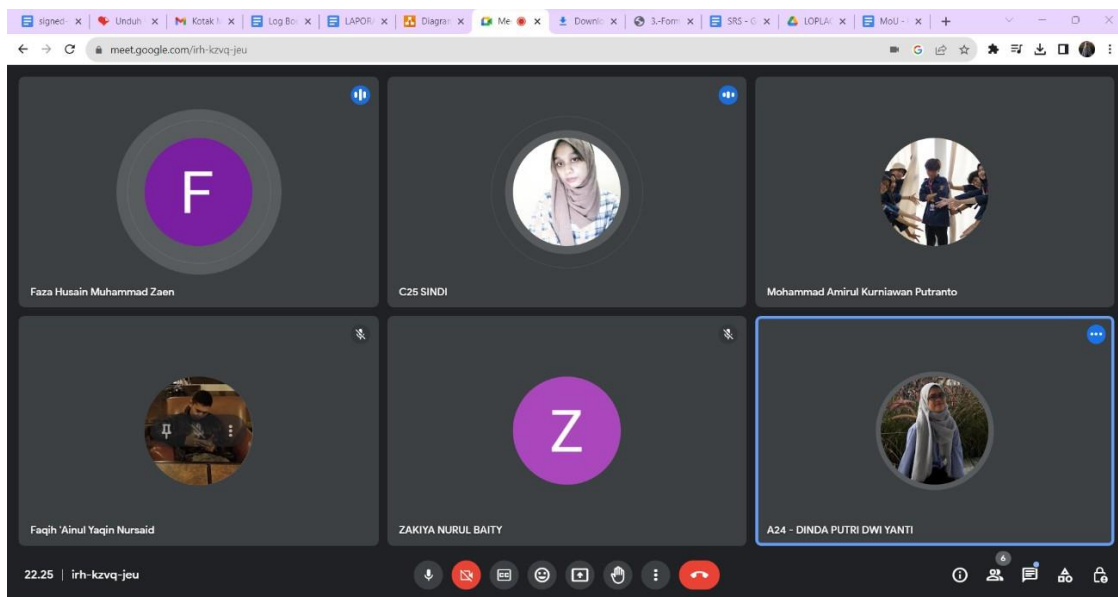 signed-
Unduh
M Kotak
Log Bo
LAPOR
Diagra
Me
Downlo
3.-Form
SRS - G
LOPLA
MoU -
meet.google.com/irh-kzvq-jeu
F
Faza Husain Muhammad Zaen
C25 SINDI
Mohammad Amirul Kurniawan Putranto
Faqih 'Ainul Yaqin Nursaid
Z
ZAKIYA NURUL BAITY
A24 - DINDA PUTRI DWI YANTI
22.25 | irh-kzvq-jeu
CC
6